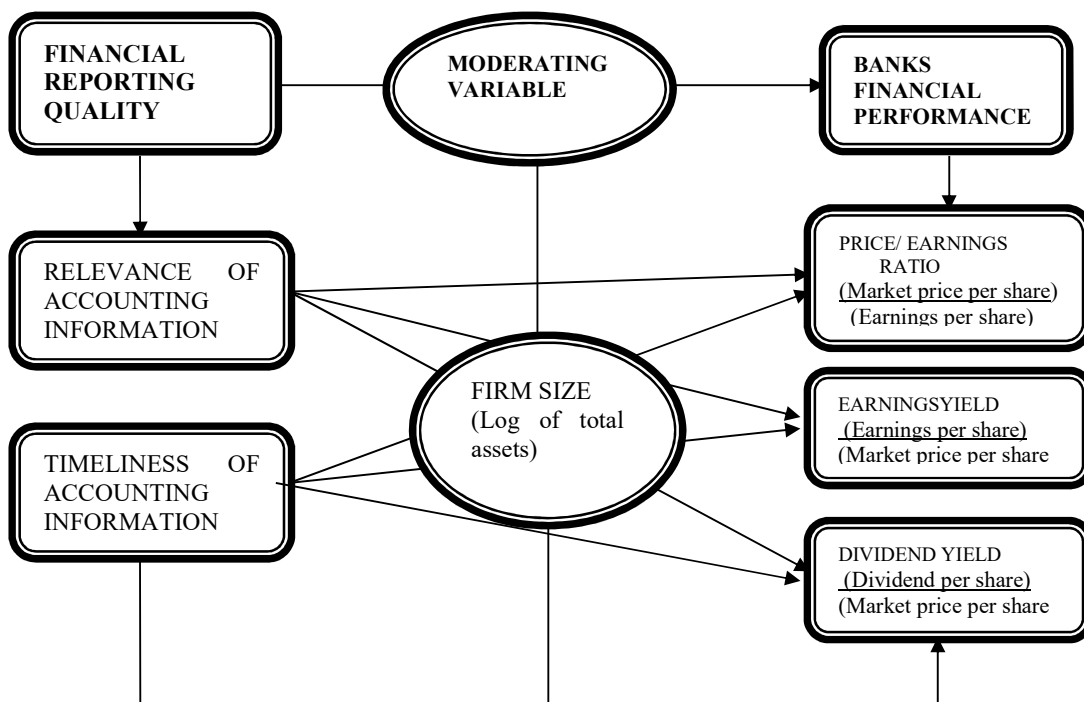 FINANCIAL
REPORTING
QUALITY
MODERATING
VARIABLE
BANKS
FINANCIAL
PERFORMANCE
RELEVANCE OF
ACCOUNTING
INFORMATION
PRICE/ EARNINGS
RATIO
(Market price per share)
(Earnings per share)
FIRM SIZE
(Log of total
assets)
EARNINGSYIELD
(Earnings per share)
(Market price per share
TIMELINESS OF
ACCOUNTING
INFORMATION
DIVIDEND YIELD
(Dividend per share)
(Market price per share